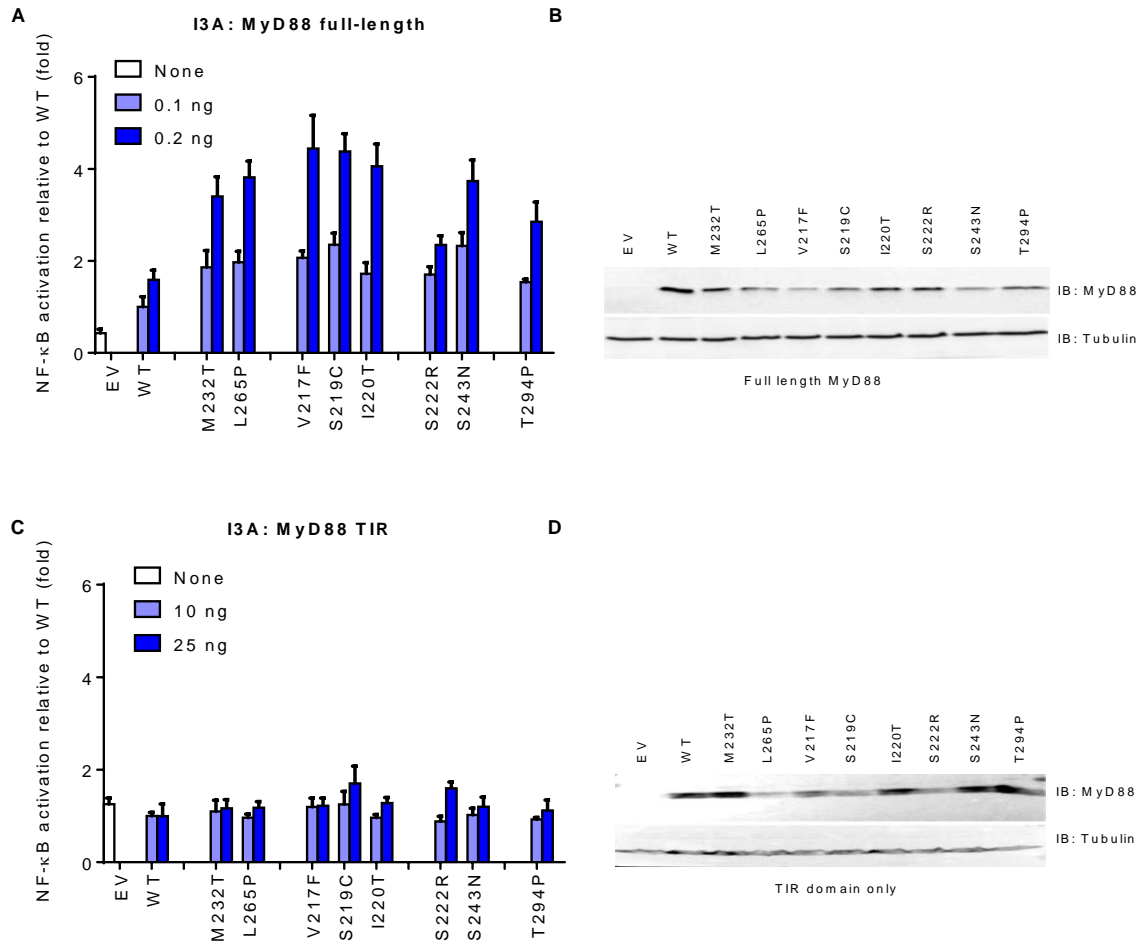 A
I3A: MyD88 full-length
NF-κB activation relative to WT (fold)
6
4
2
0
None
0.1 ng
0.2 ng
EV
WT
M232T
L265P
V217F
S219C
I220T
S222R
S243N
T294P
B
EV
WT
M232T
L265P
V217F
S219C
I220T
S222R
S243N
T294P
IB: MyD88
IB: Tubulin
Full length MyD88
C
I3A: MyD88 TIR
NF-κB activation relative to WT (fold)
6
4
2
0
None
10 ng
25 ng
EV
WT
M232T
L265P
V217F
S219C
I220T
S222R
S243N
T294P
D
EV
WT
M232T
L265P
V217F
S219C
I220T
S222R
S243N
T294P
IB: MyD88
IB: Tubulin
TIR domain only